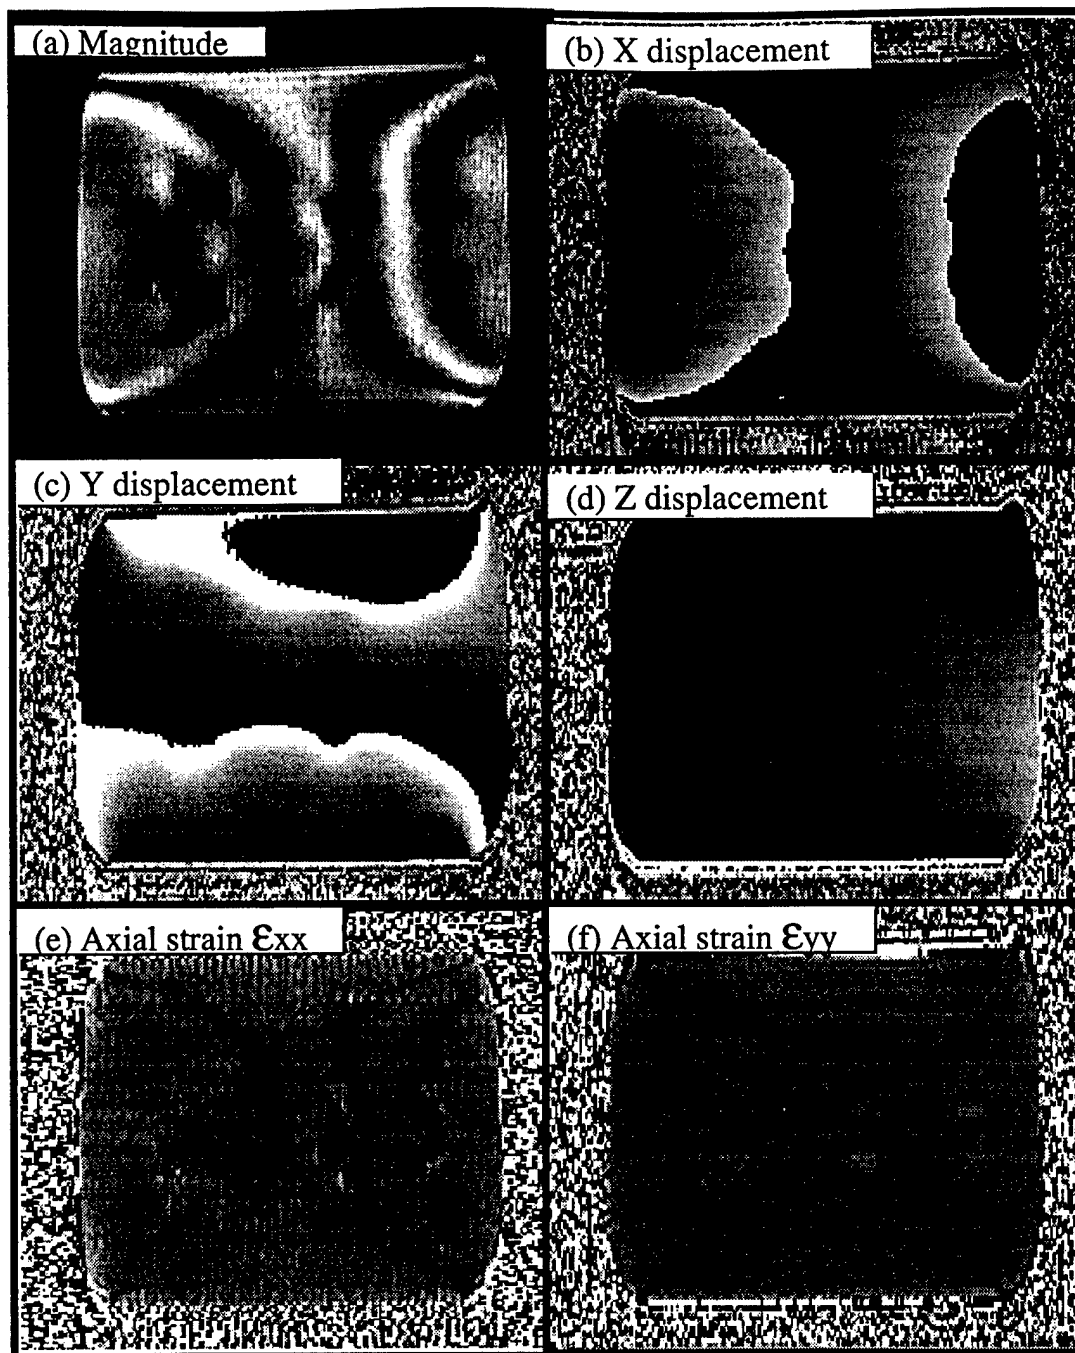 (a) Magnitude
(b) X displacement
(c) Y displacement
(d) Z displacement
(e) Axial strain εxx
(f) Axial strain εyy